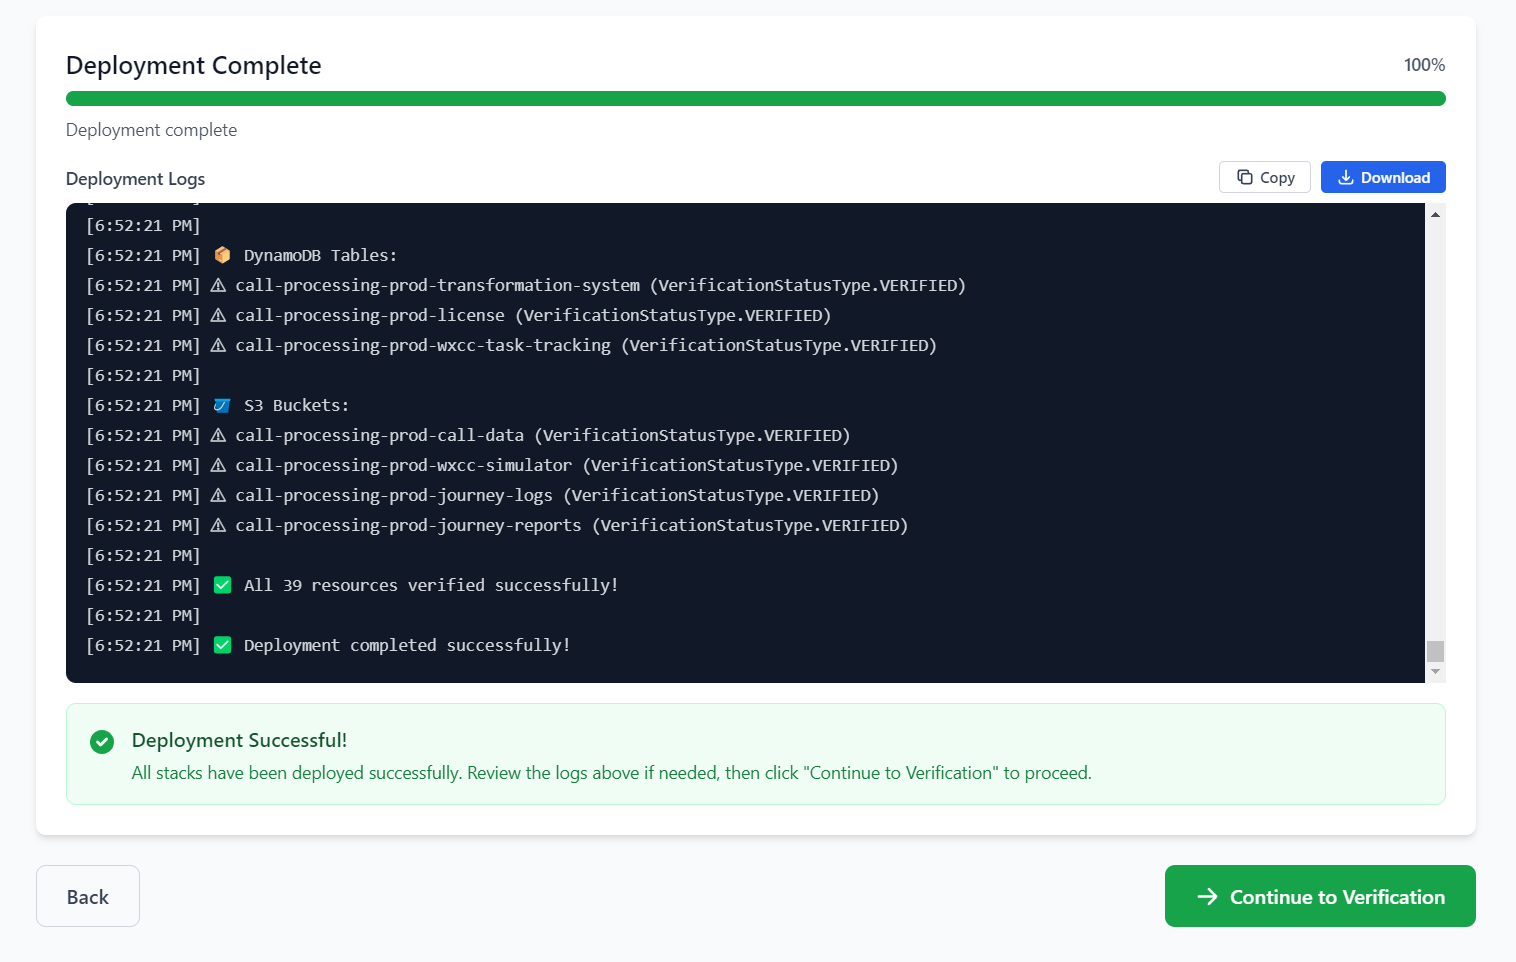 Deployment Complete
100%
Deployment complete
Deployment Logs
Copy
Download
[6:52:21 PM]
[6:52:21 PM] 📦 DynamoDB Tables:
[6:52:21 PM] ⚠ call-processing-prod-transformation-system (VerificationStatusType.VERIFIED)
[6:52:21 PM] ⚠ call-processing-prod-license (VerificationStatusType.VERIFIED)
[6:52:21 PM] ⚠ call-processing-prod-wxcc-task-tracking (VerificationStatusType.VERIFIED)
[6:52:21 PM]
[6:52:21 PM] 🪣 S3 Buckets:
[6:52:21 PM] ⚠ call-processing-prod-call-data (VerificationStatusType.VERIFIED)
[6:52:21 PM] ⚠ call-processing-prod-wxcc-simulator (VerificationStatusType.VERIFIED)
[6:52:21 PM] ⚠ call-processing-prod-journey-logs (VerificationStatusType.VERIFIED)
[6:52:21 PM] ⚠ call-processing-prod-journey-reports (VerificationStatusType.VERIFIED)
[6:52:21 PM]
[6:52:21 PM] ✅ All 39 resources verified successfully!
[6:52:21 PM]
[6:52:21 PM] ✅ Deployment completed successfully!
Deployment Successful!
All stacks have been deployed successfully. Review the logs above if needed, then click "Continue to Verification" to proceed.
Back
Continue to Verification